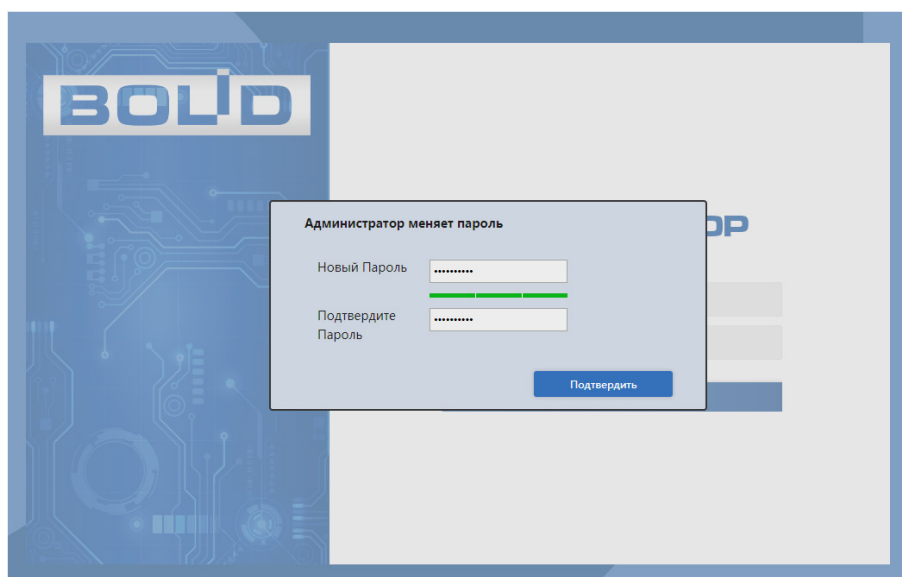 BOLID
Администратор меняет пароль
Новый Пароль
Подтвердите
Пароль
Подтвердить